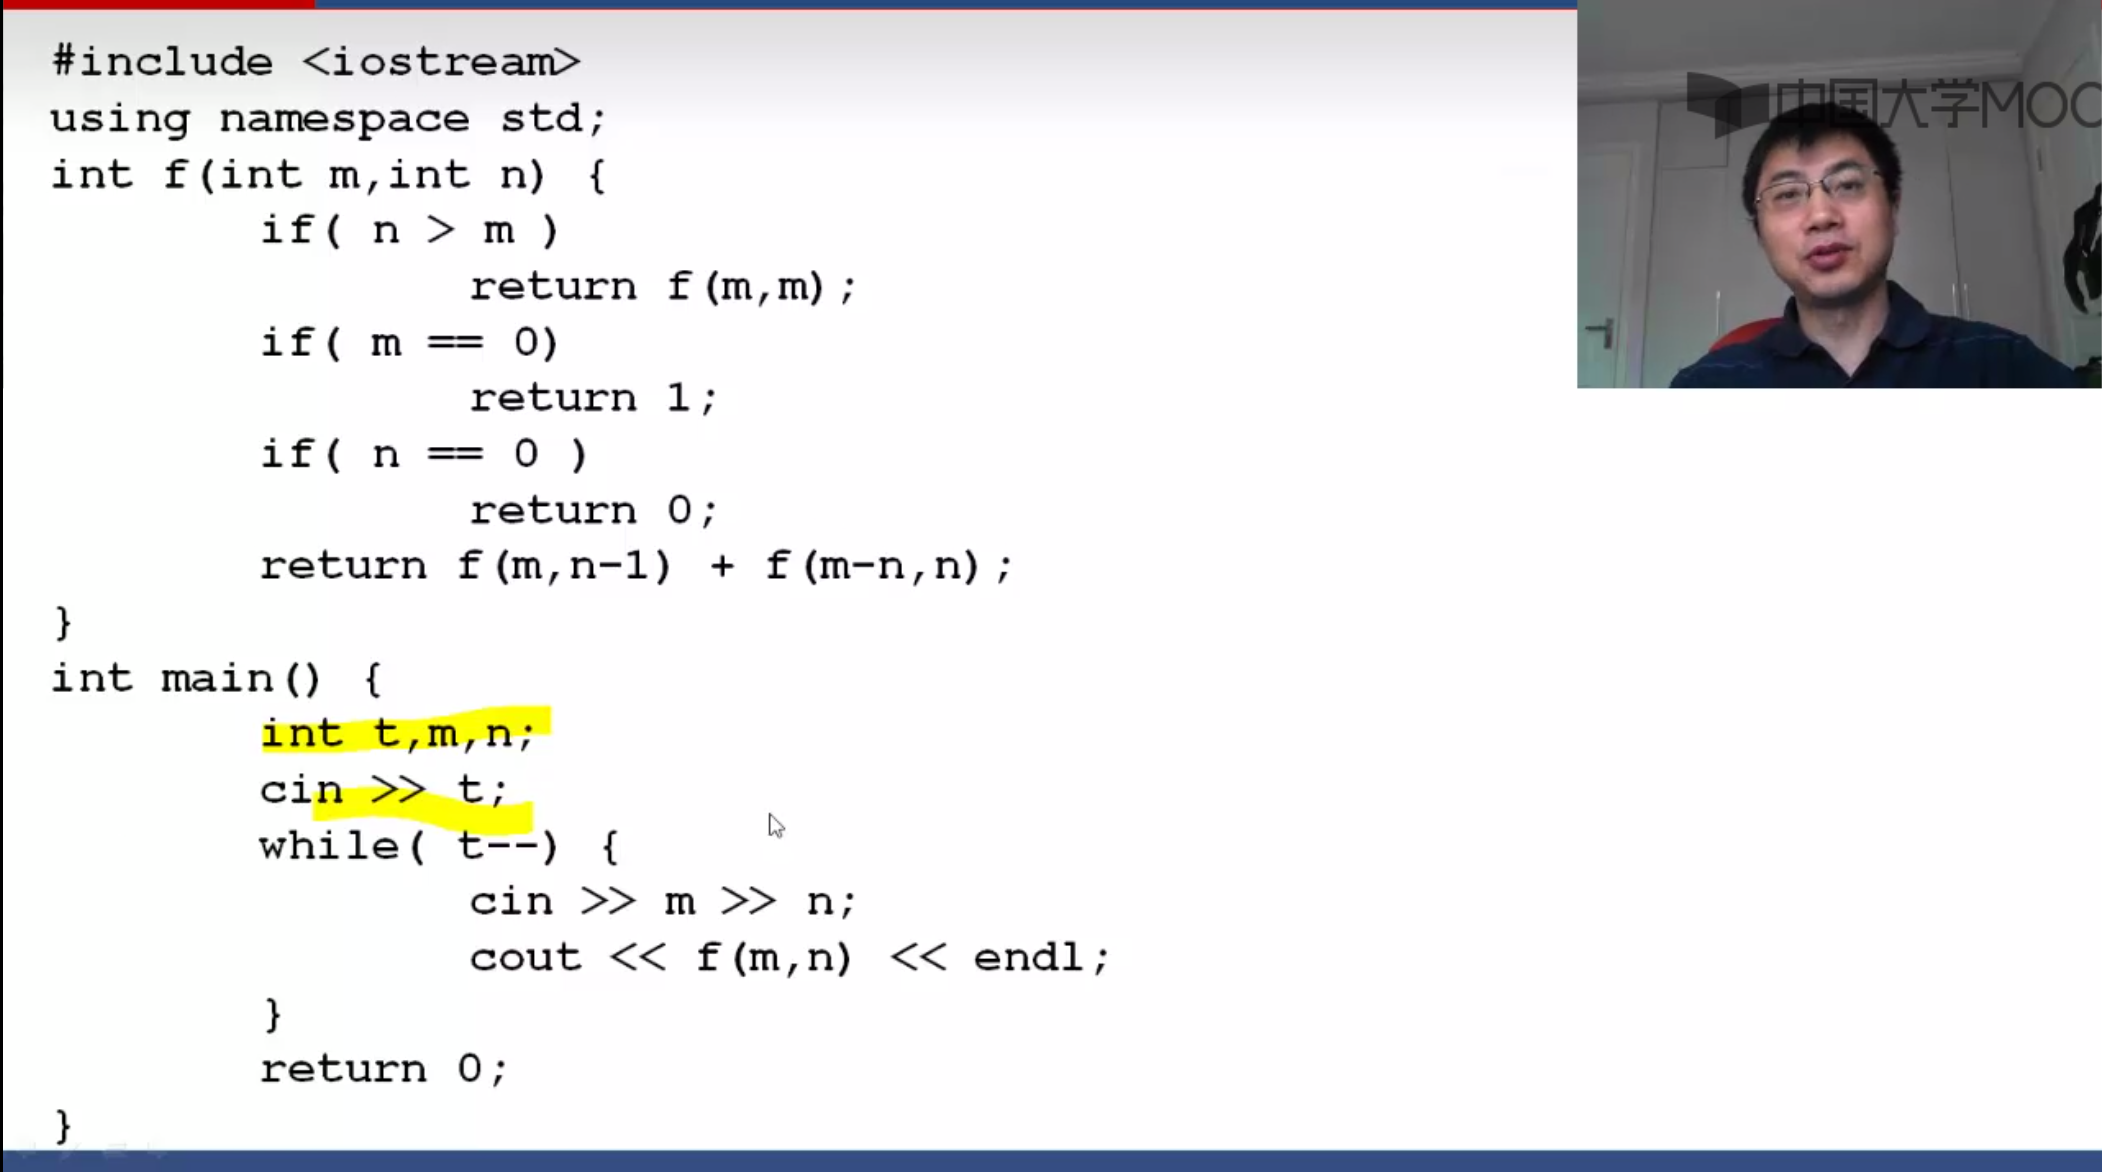 #include <iostream>
using namespace std;
int f(int m,int n) {
if( n > m )
return f(m,m);
if( m == 0)
return 1;
if( n == 0 )
return 0;
return f(m,n-1) + f(m-n,n);
}
int main() {
int t,m,n;
cin >> t;
while( t--) {
cin >> m >> n;
cout << f(m,n) << endl;
}
return 0;
}
中国大学MOO